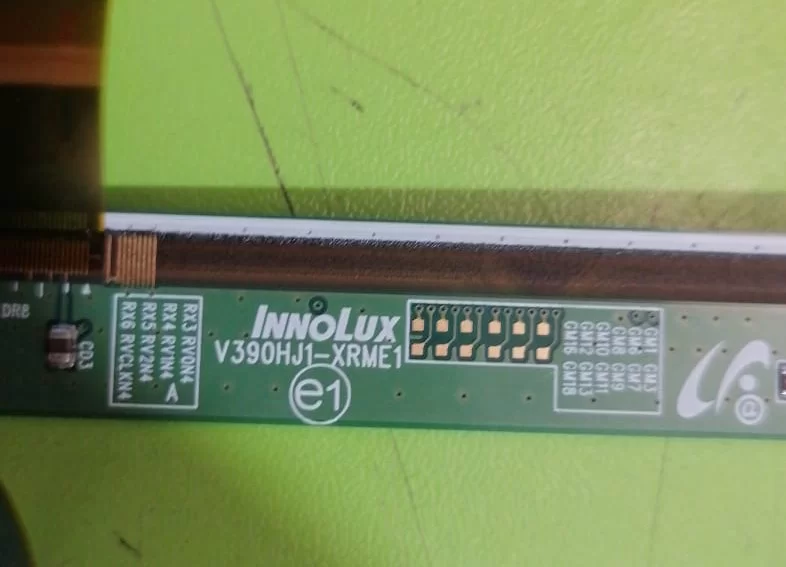 DR8
CD3
RX3 RV0N4
RX4 RV1N4
RX5 RV2N4
RX6 RVCLKN4
A
INNOLUX
V390HJ1-XRME1
e1
GM1 GM3
GM6 GM7
GM8 GM9
GM10 GM11
GM12 GM13
GM16 GM18